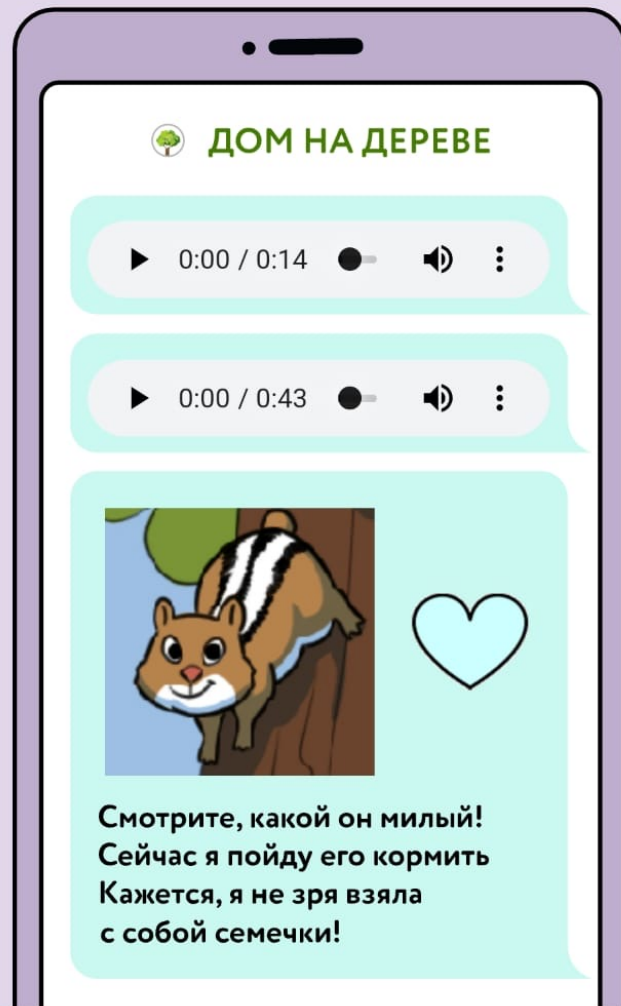 ДОМ НА ДЕРЕВЕ
0:00 / 0:14
0:00 / 0:43
Смотрите, какой он милый!
Сейчас я пойду его кормить
Кажется, я не зря взяла
с собой семечки!